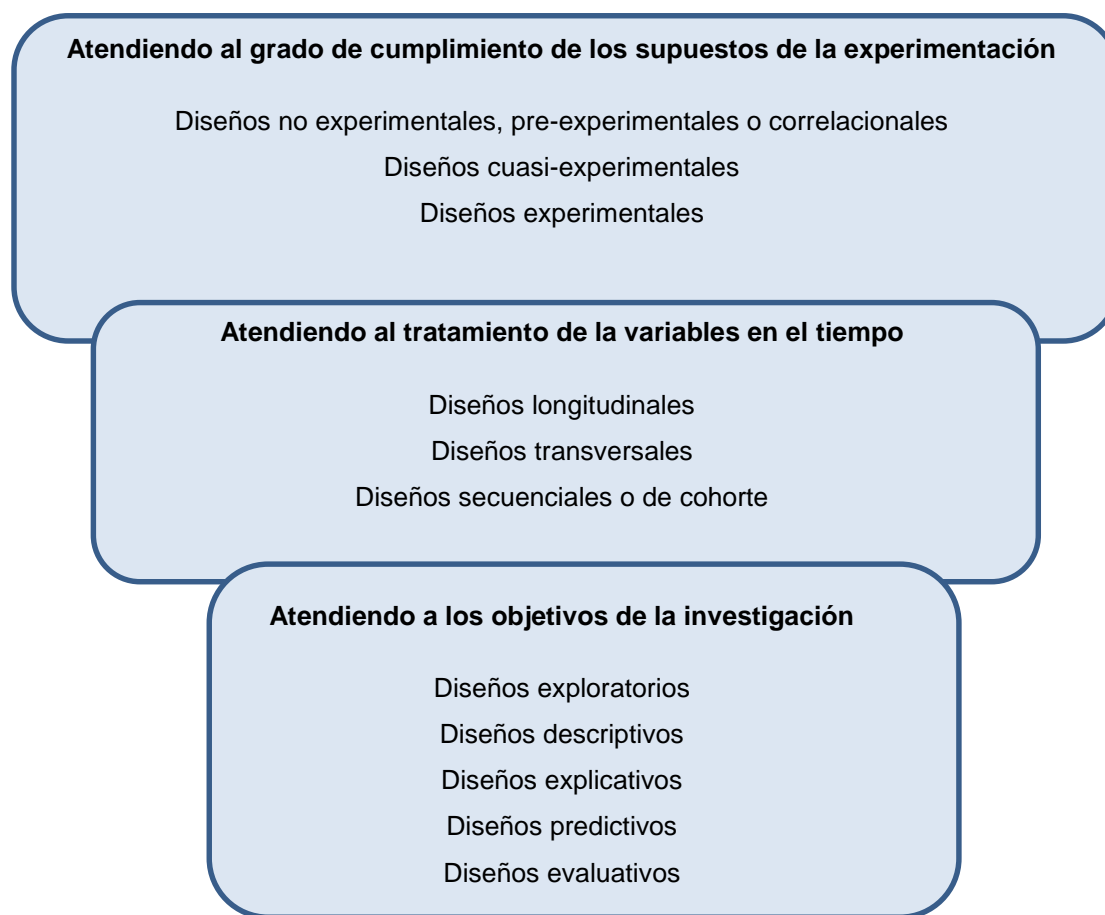 Atendiendo al grado de cumplimiento de los supuestos de la experimentación
Diseños no experimentales, pre-experimentales o correlacionales
Diseños cuasi-experimentales
Diseños experimentales
Atendiendo al tratamiento de la variables en el tiempo
Diseños longitudinales
Diseños transversales
Diseños secuenciales o de cohorte
Atendiendo a los objetivos de la investigación
Diseños exploratorios
Diseños descriptivos
Diseños explicativos
Diseños predictivos
Diseños evaluativos